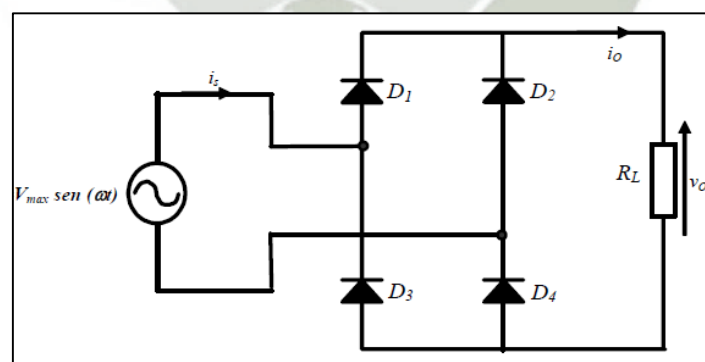 i_s
i_O
D_1
D_2
R_L
v_O
V_max sen (ωt)
D_3
D_4